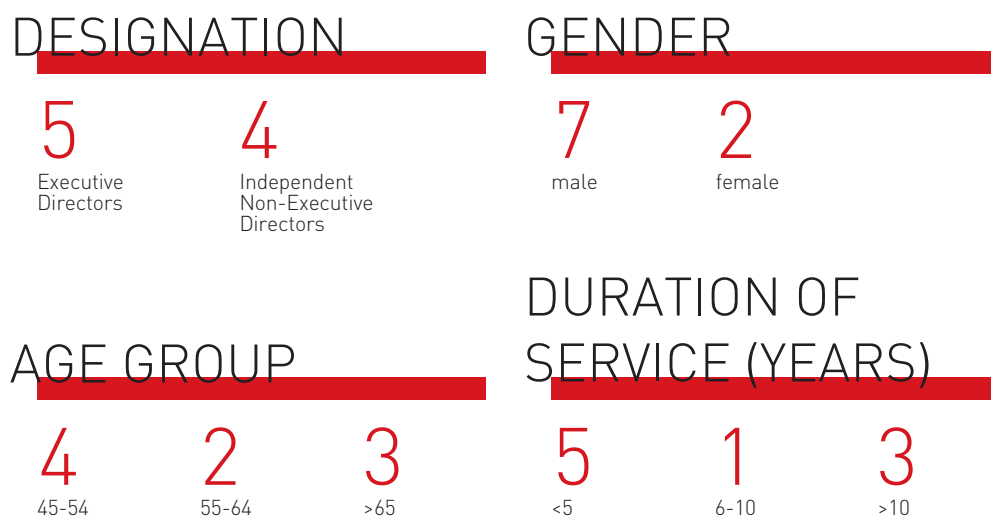 DESIGNATION
5
Executive
Directors
4
Independent
Non-Executive
Directors
GENDER
7
male
2
female
AGE GROUP
4
45-54
2
55-64
3
>65
DURATION OF
SERVICE (YEARS)
5
<5
1
6-10
3
>10